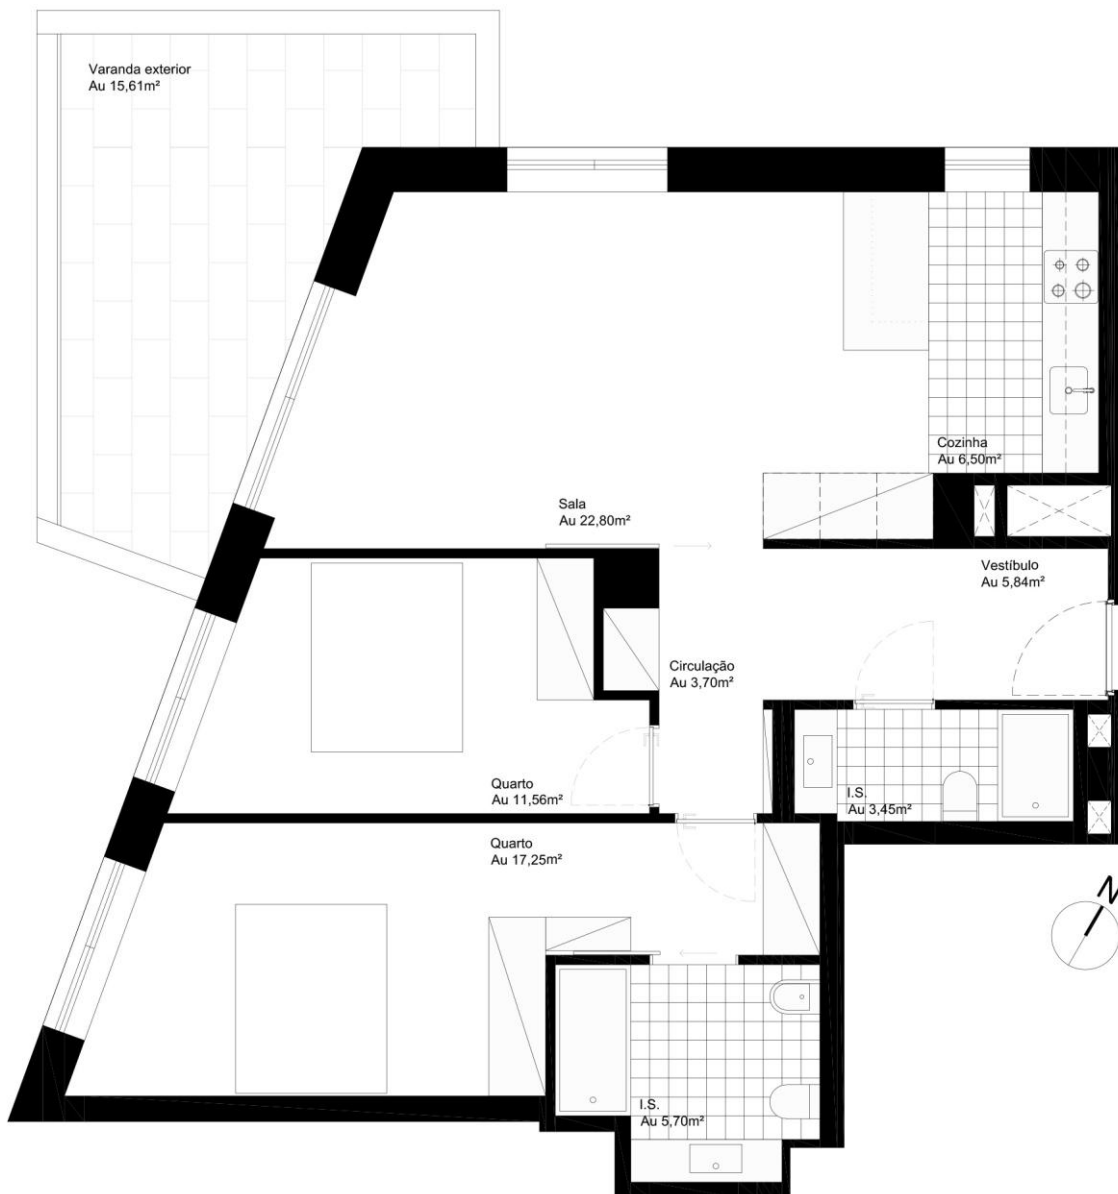 Varanda exterior
Au 15,61m²
Cozinha
Au 6,50m²
Sala
Au 22,80m²
Vestíbulo
Au 5,84m²
Circulação
Au 3,70m²
Quarto
Au 11,56m²
I.S.
Au 3,45m²
Quarto
Au 17,25m²
N
I.S.
Au 5,70m²